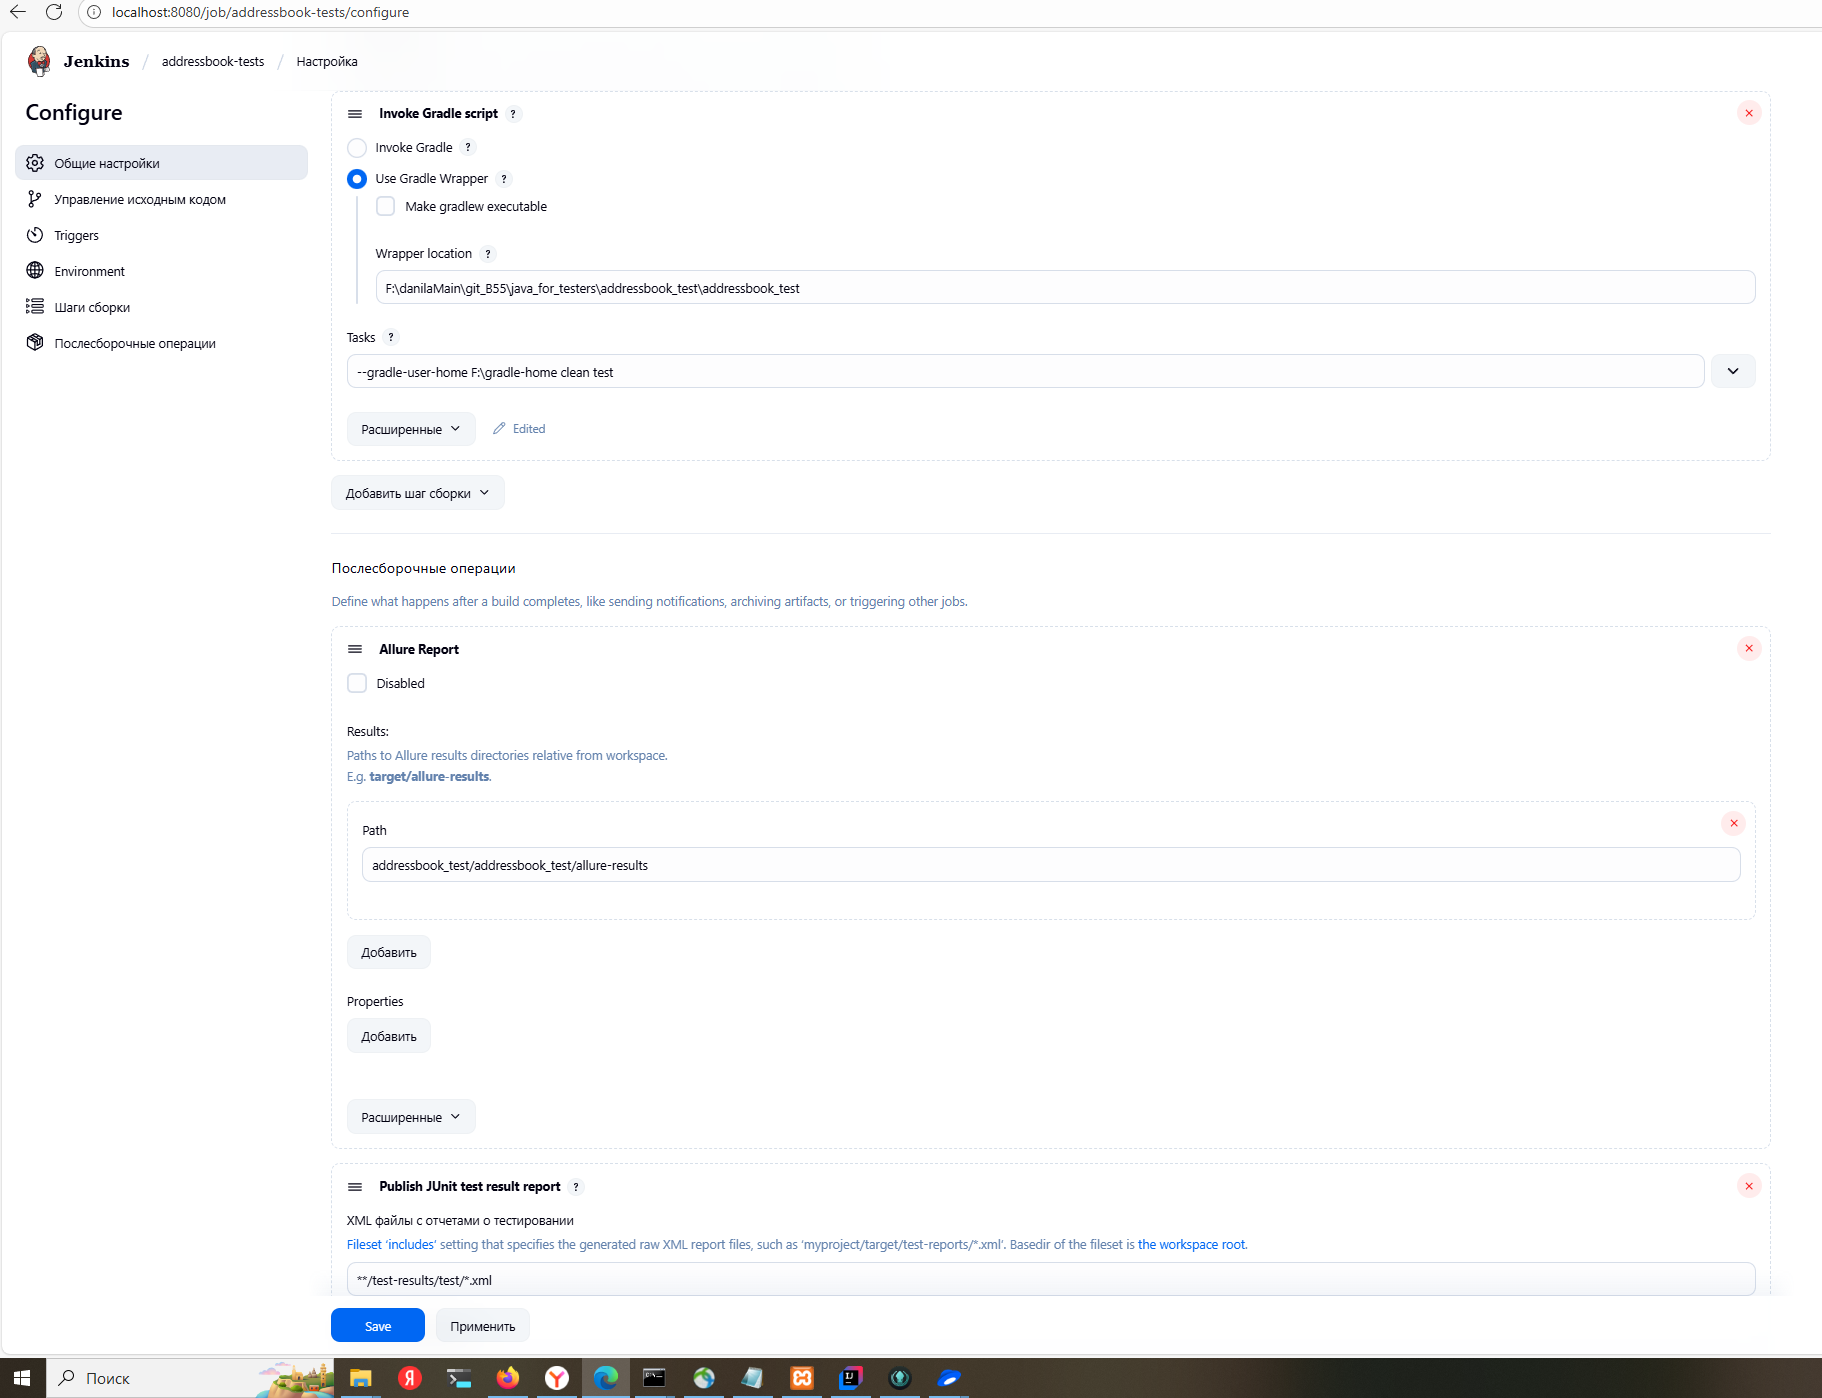 localhost:8080/job/addressbook-tests/configure
Jenkins / addressbook-tests / Настройка
Configure
Общие настройки
Управление исходным кодом
Triggers
Environment
Шаги сборки
Послесборочные операции
Invoke Gradle script ?
Invoke Gradle ?
Use Gradle Wrapper ?
Make gradlew executable
Wrapper location ?
F:\danilaMain\git_B55\java_for_testers\addressbook_test\addressbook_test
Tasks ?
--gradle-user-home F:\gradle-home clean test
Расширенные
Edited
Добавить шаг сборки
Послесборочные операции
Define what happens after a build completes, like sending notifications, archiving artifacts, or triggering other jobs.
Allure Report
Disabled
Results:
Paths to Allure results directories relative from workspace.
E.g. target/allure-results.
Path
addressbook_test/addressbook_test/allure-results
Добавить
Properties
Добавить
Расширенные
Publish JUnit test result report ?
XML файлы с отчетами о тестировании
Fileset ‘includes’ setting that specifies the generated raw XML report files, such as ‘myproject/target/test-reports/*.xml’. Basedir of the fileset is the workspace root.
**/test-results/test/*.xml
Save
Применить
Поиск